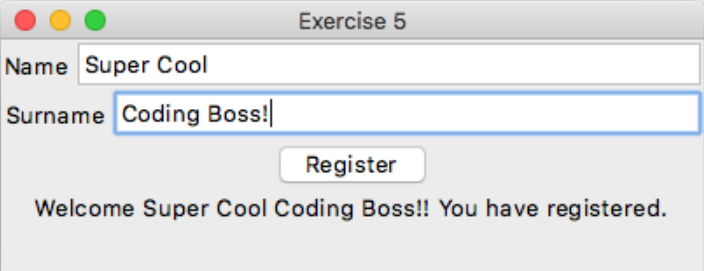 Exercise 5
Name Super Cool
Surname Coding Boss!
Register
Welcome Super Cool Coding Boss!! You have registered.